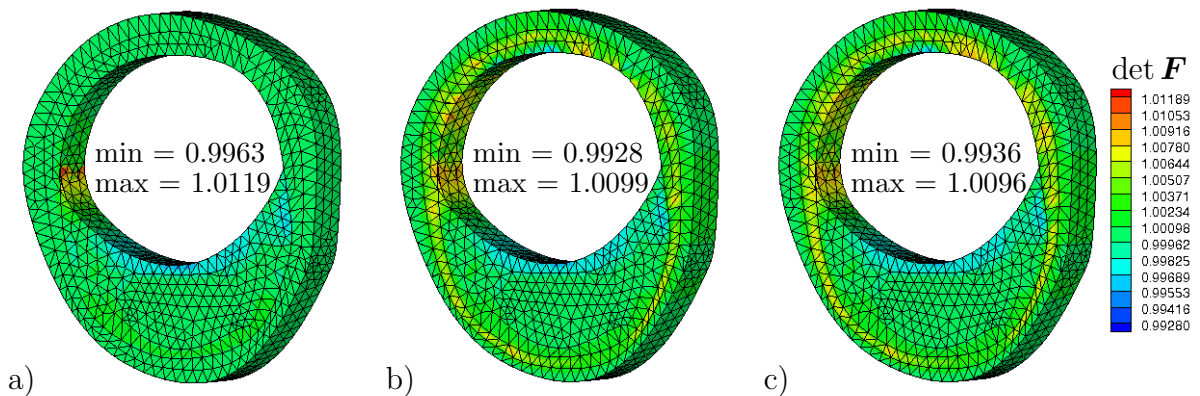 min = 0.9963
max = 1.0119
a)
min = 0.9928
max = 1.0099
b)
min = 0.9936
max = 1.0096
c)
det F
1.01189
1.01053
1.00916
1.00780
1.00644
1.00507
1.00371
1.00234
1.00098
0.99962
0.99825
0.99689
0.99553
0.99416
0.99280